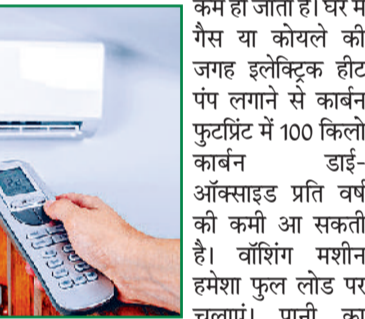 कम हो जाता है। घर में
गैस या कोयले की
जगह इलेक्ट्रिक हीट
पंप लगाने से कार्बन
फुटप्रिंट में 100 किलो
कार्बन डाई-
ऑक्साइड प्रति वर्ष
की कमी आ सकती
है। वॉशिंग मशीन
हमेशा फुल लोड पर
चलाएं। पानी का